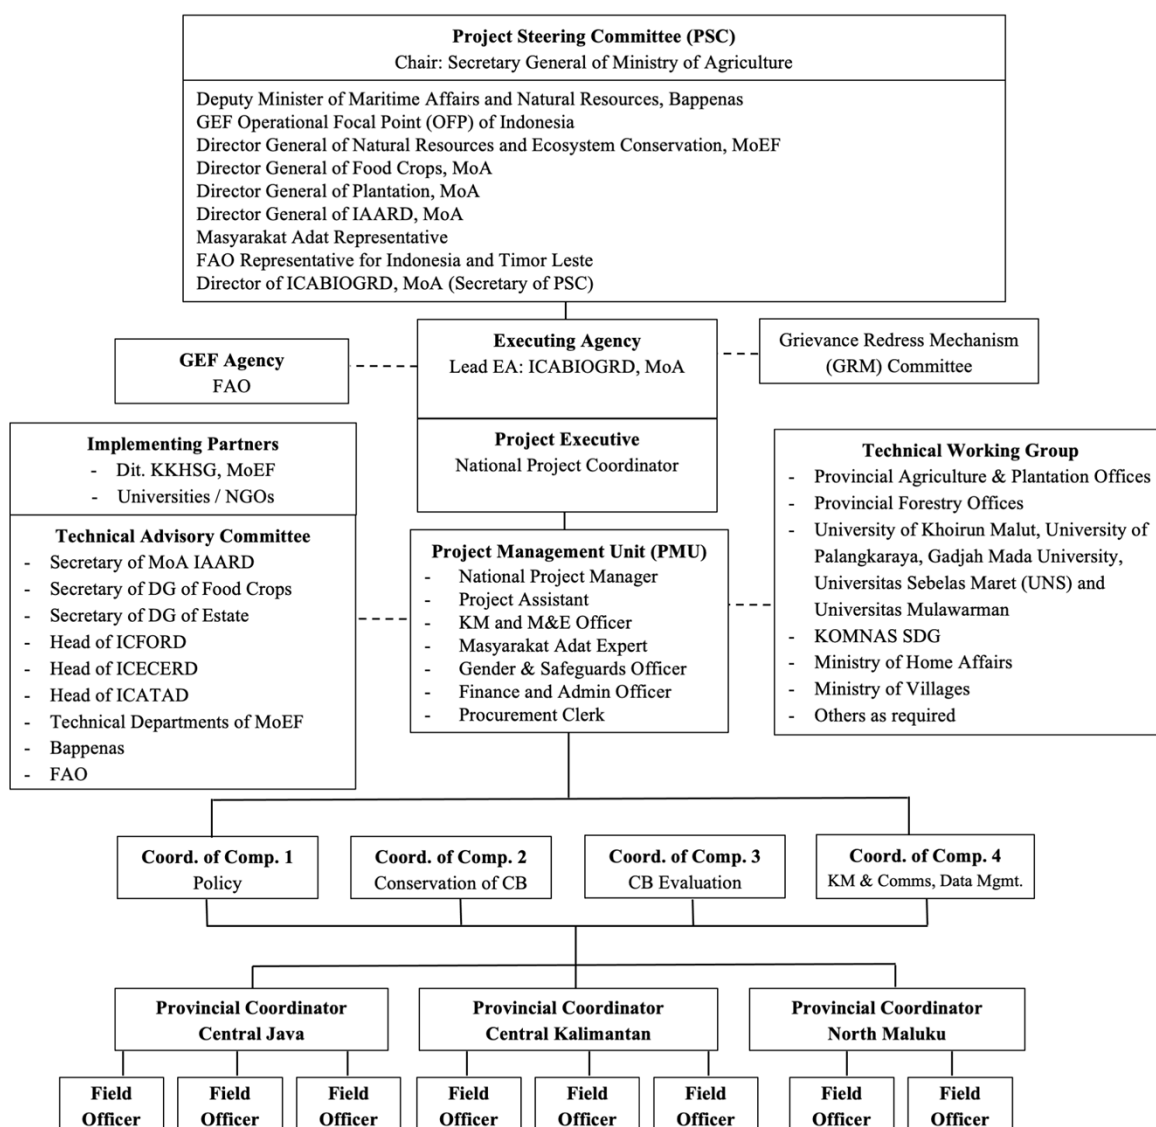 Project Steering Committee (PSC)
Chair: Secretary General of Ministry of Agriculture
Deputy Minister of Maritime Affairs and Natural Resources, Bappenas
GEF Operational Focal Point (OFP) of Indonesia
Director General of Natural Resources and Ecosystem Conservation, MoEF
Director General of Food Crops, MoA
Director General of Plantation, MoA
Director General of IAARD, MoA
Masyarakat Adat Representative
FAO Representative for Indonesia and Timor Leste
Director of ICABIOGRD, MoA (Secretary of PSC)
GEF Agency
FAO
Executing Agency
Lead EA: ICABIOGRD, MoA
Grievance Redress Mechanism
(GRM) Committee
Project Executive
National Project Coordinator
Implementing Partners
- Dit. KKHSG, MoEF
- Universities / NGOs
Technical Advisory Committee
- Secretary of MoA IAARD
- Secretary of DG of Food Crops
- Secretary of DG of Estate
- Head of ICFORD
- Head of ICECERD
- Head of ICATAD
- Technical Departments of MoEF
- Bappenas
- FAO
Project Management Unit (PMU)
- National Project Manager
- Project Assistant
- KM and M&E Officer
- Masyarakat Adat Expert
- Gender & Safeguards Officer
- Finance and Admin Officer
- Procurement Clerk
Technical Working Group
- Provincial Agriculture & Plantation Offices
- Provincial Forestry Offices
- University of Khoirun Malut, University of
Palangkaraya, Gadjah Mada University,
Universitas Sebelas Maret (UNS) and
Universitas Mulawarman
- KOMNAS SDG
- Ministry of Home Affairs
- Ministry of Villages
- Others as required
Coord. of Comp. 1
Policy
Coord. of Comp. 2
Conservation of CB
Coord. of Comp. 3
CB Evaluation
Coord. of Comp. 4
KM & Comms, Data Mgmt.
Provincial Coordinator
Central Java
Provincial Coordinator
Central Kalimantan
Provincial Coordinator
North Maluku
Field
Officer
Field
Officer
Field
Officer
Field
Officer
Field
Officer
Field
Officer
Field
Officer
Field
Officer